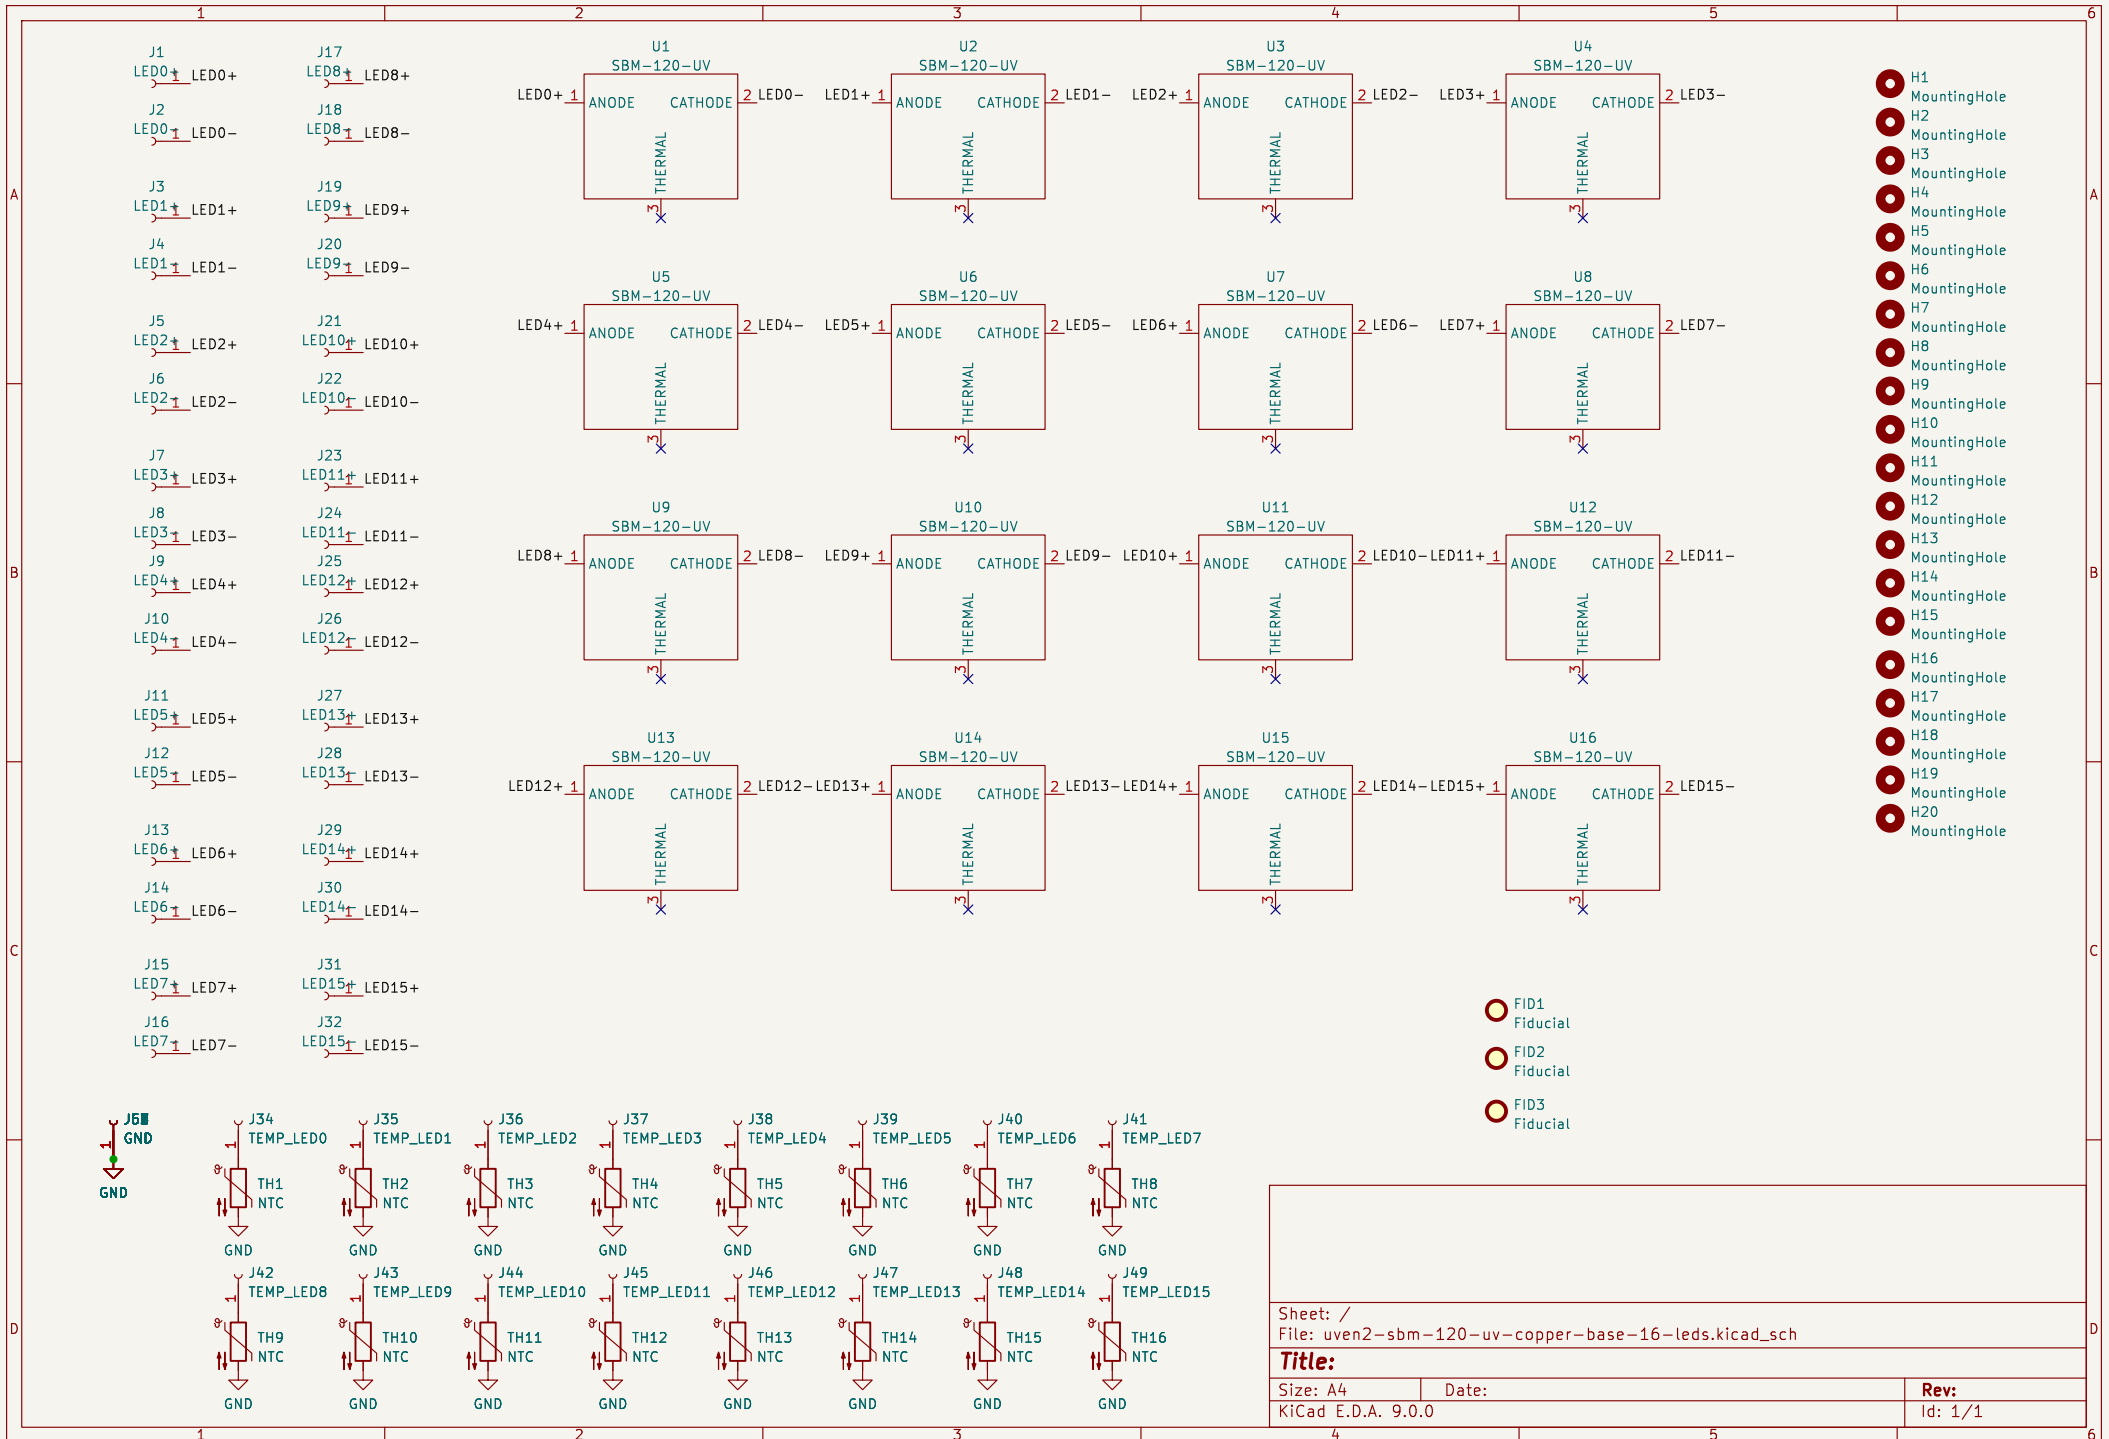 1 2 3 4 5 6
A
B
C
D
J1
LED0+
1 LED0+
J2
LED0-
1 LED0-
J3
LED1+
1 LED1+
J4
LED1-
1 LED1-
J5
LED2+
1 LED2+
J6
LED2-
1 LED2-
J7
LED3+
1 LED3+
J8
LED3-
1 LED3-
J9
LED4+
1 LED4+
J10
LED4-
1 LED4-
J11
LED5+
1 LED5+
J12
LED5-
1 LED5-
J13
LED6+
1 LED6+
J14
LED6-
1 LED6-
J15
LED7+
1 LED7+
J16
LED7-
1 LED7-
J17
LED8+
1 LED8+
J18
LED8-
1 LED8-
J19
LED9+
1 LED9+
J20
LED9-
1 LED9-
J21
LED10+
1 LED10+
J22
LED10-
1 LED10-
J23
LED11+
1 LED11+
J24
LED11-
1 LED11-
J25
LED12+
1 LED12+
J26
LED12-
1 LED12-
J27
LED13+
1 LED13+
J28
LED13-
1 LED13-
J29
LED14+
1 LED14+
J30
LED14-
1 LED14-
J31
LED15+
1 LED15+
J32
LED15-
1 LED15-
U1
SBM-120-UV
LED0+ 1 ANODE CATHODE 2 LED0-
THERMAL
3
U2
SBM-120-UV
LED1+ 1 ANODE CATHODE 2 LED1-
THERMAL
3
U3
SBM-120-UV
LED2+ 1 ANODE CATHODE 2 LED2-
THERMAL
3
U4
SBM-120-UV
LED3+ 1 ANODE CATHODE 2 LED3-
THERMAL
3
U5
SBM-120-UV
LED4+ 1 ANODE CATHODE 2 LED4-
THERMAL
3
U6
SBM-120-UV
LED5+ 1 ANODE CATHODE 2 LED5-
THERMAL
3
U7
SBM-120-UV
LED6+ 1 ANODE CATHODE 2 LED6-
THERMAL
3
U8
SBM-120-UV
LED7+ 1 ANODE CATHODE 2 LED7-
THERMAL
3
U9
SBM-120-UV
LED8+ 1 ANODE CATHODE 2 LED8-
THERMAL
3
U10
SBM-120-UV
LED9+ 1 ANODE CATHODE 2 LED9-
THERMAL
3
U11
SBM-120-UV
LED10+ 1 ANODE CATHODE 2 LED10-
THERMAL
3
U12
SBM-120-UV
LED11+ 1 ANODE CATHODE 2 LED11-
THERMAL
3
U13
SBM-120-UV
LED12+ 1 ANODE CATHODE 2 LED12-
THERMAL
3
U14
SBM-120-UV
LED13+ 1 ANODE CATHODE 2 LED13-
THERMAL
3
U15
SBM-120-UV
LED14+ 1 ANODE CATHODE 2 LED14-
THERMAL
3
U16
SBM-120-UV
LED15+ 1 ANODE CATHODE 2 LED15-
THERMAL
3
H1
MountingHole
H2
MountingHole
H3
MountingHole
H4
MountingHole
H5
MountingHole
H6
MountingHole
H7
MountingHole
H8
MountingHole
H9
MountingHole
H10
MountingHole
H11
MountingHole
H12
MountingHole
H13
MountingHole
H14
MountingHole
H15
MountingHole
H16
MountingHole
H17
MountingHole
H18
MountingHole
H19
MountingHole
H20
MountingHole
FID1
Fiducial
FID2
Fiducial
FID3
Fiducial
GND
1
GND
J34
TEMP_LED0
1
TH1
NTC
GND
J35
TEMP_LED1
1
TH2
NTC
GND
J36
TEMP_LED2
1
TH3
NTC
GND
J37
TEMP_LED3
1
TH4
NTC
GND
J38
TEMP_LED4
1
TH5
NTC
GND
J39
TEMP_LED5
1
TH6
NTC
GND
J40
TEMP_LED6
1
TH7
NTC
GND
J41
TEMP_LED7
1
TH8
NTC
GND
J42
TEMP_LED8
1
TH9
NTC
GND
J43
TEMP_LED9
1
TH10
NTC
GND
J44
TEMP_LED10
1
TH11
NTC
GND
J45
TEMP_LED11
1
TH12
NTC
GND
J46
TEMP_LED12
1
TH13
NTC
GND
J47
TEMP_LED13
1
TH14
NTC
GND
J48
TEMP_LED14
1
TH15
NTC
GND
J49
TEMP_LED15
1
TH16
NTC
GND
Sheet: /
File: uven2-sbm-120-uv-copper-base-16-leds.kicad_sch
Title:
Size: A4 Date: Rev:
KiCad E.D.A. 9.0.0 Id: 1/1
A
B
C
D
1 2 3 4 5 6